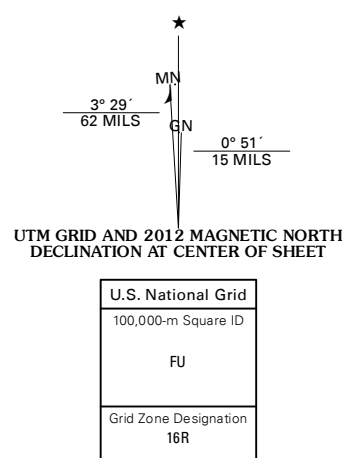 ★
MN
3° 29´
62 MILS
GN
0° 51´
15 MILS
UTM GRID AND 2012 MAGNETIC NORTH
DECLINATION AT CENTER OF SHEET
U.S. National Grid
100,000-m Square ID
FU
Grid Zone Designation
16R